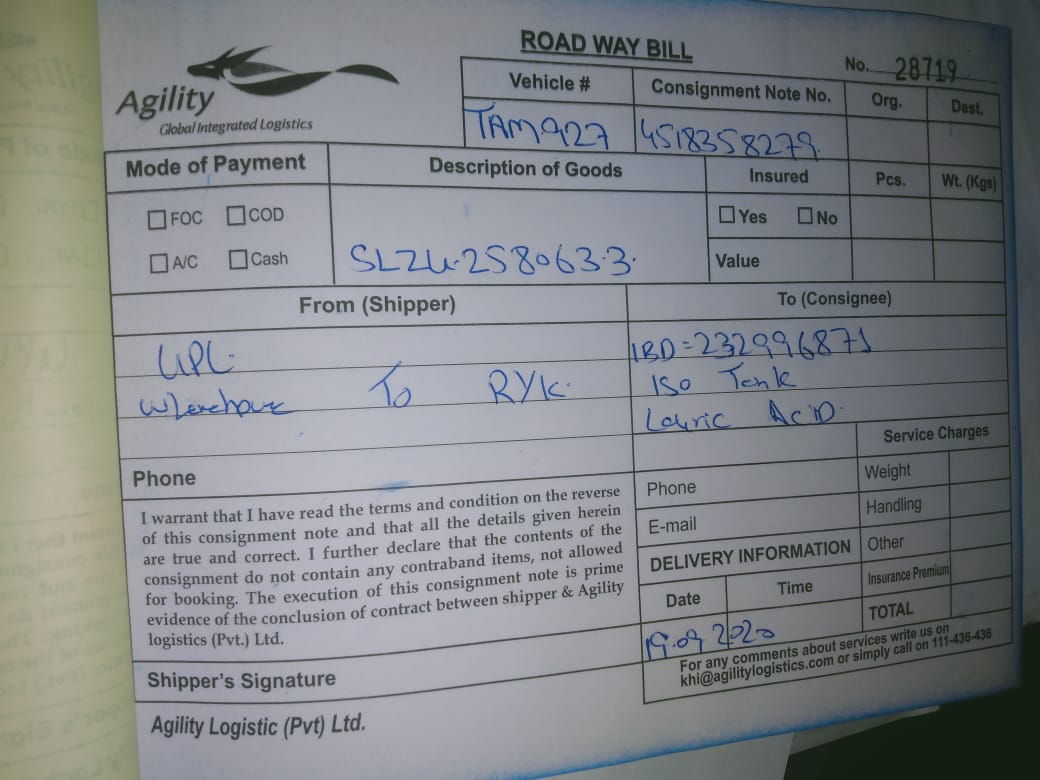 ROAD WAY BILL
No. 28719
Agility
Global Integrated Logistics
Vehicle # Consignment Note No. Org. Dest.
TAM927 4518358279
Mode of Payment Description of Goods Insured Pcs. Wt. (Kgs)
FOC COD Yes No
A/C Cash SLZU.258063.3. Value
From (Shipper) To (Consignee)
UPL. IBD=232996871
To RYK. Iso Tank
Lauric AciD.
Service Charges
Phone Phone Weight
E-mail Handling
DELIVERY INFORMATION Other
Date Time Insurance Premium
TOTAL
19.09 2020
I warrant that I have read the terms and condition on the reverse
of this consignment note and that all the details given herein
are true and correct. I further declare that the contents of the
consignment do not contain any contraband items, not allowed
for booking. The execution of this consignment note is prime
evidence of the conclusion of contract between shipper & Agility
logistics (Pvt.) Ltd.
For any comments about services write us on
khi@agilitylogistics.com or simply call on 111-436-436
Shipper's Signature
Agility Logistic (Pvt) Ltd.